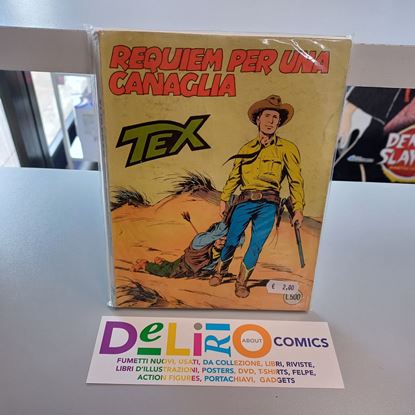 REQUIEM PER UNA
CANAGLIA
TEX
€ 2,00
L.500
DELIRIO ABOUT COMICS
FUMETTI NUOVI, USATI, DA COLLEZIONE, LIBRI, RIVISTE,
LIBRI D'ILLUSTRAZIONI, POSTERS, DVD, T-SHIRTS, FELPE,
ACTION FIGURES, PORTACHIAVI, GADGETS